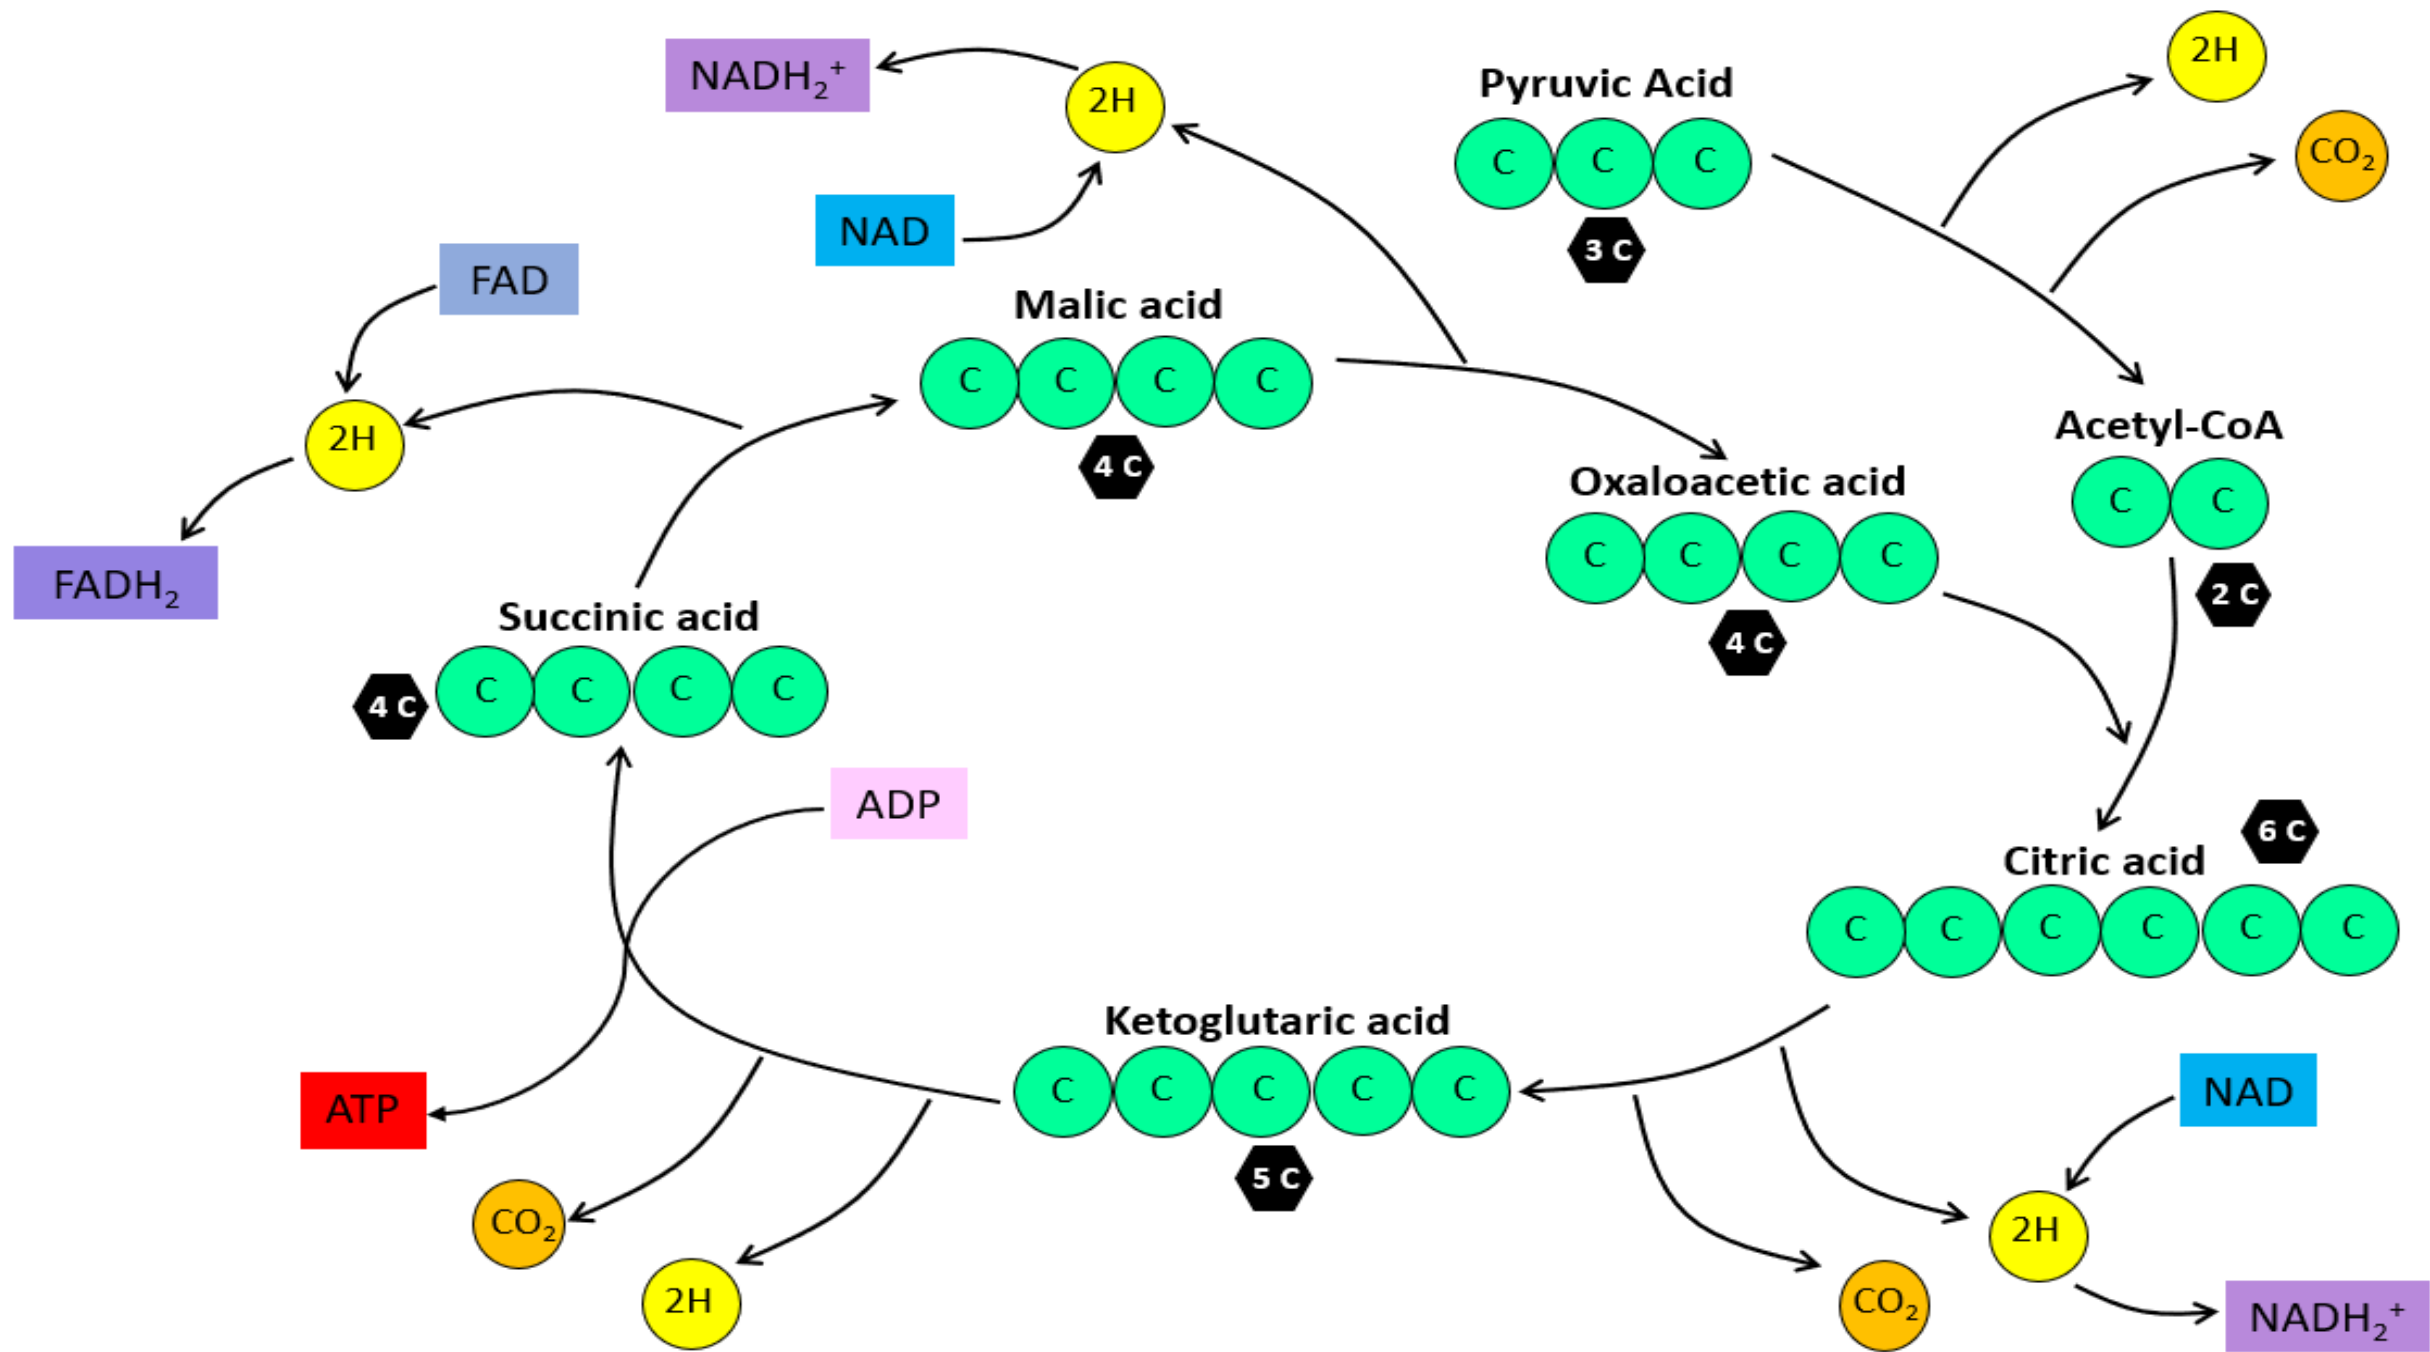 2H
NADH₂⁺
2H
Pyruvic Acid
CO₂
C C C
NAD
3 C
FAD
Malic acid
C C C C
2H
Acetyl-CoA
4 C
Oxaloacetic acid
C C
C C C C
FADH₂
2 C
Succinic acid
4 C
4 C C C C C
ADP
6 C
Citric acid
C C C C C C
Ketoglutaric acid
ATP
C C C C C
NAD
5 C
CO₂
2H
2H
CO₂
NADH₂⁺